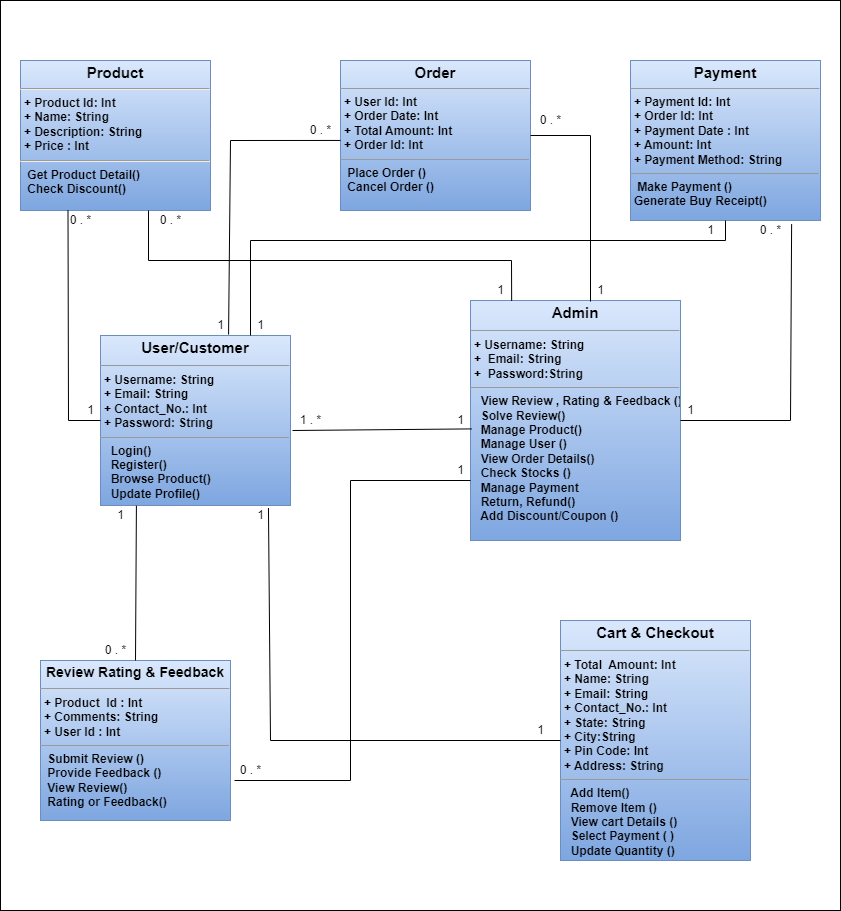 Product
+ Product Id: Int
+ Name: String
+ Description: String
+ Price : Int
Get Product Detail()
Check Discount()
0 . *
0 . *
Order
+ User Id: Int
+ Order Date: Int
+ Total Amount: Int
+ Order Id: Int
Place Order ()
Cancel Order ()
0 . *
0 . *
Payment
+ Payment Id: Int
+ Order Id: Int
+ Payment Date : Int
+ Amount: Int
+ Payment Method: String
Make Payment ()
Generate Buy Receipt()
1
0 . *
1
1
User/Customer
+ Username: String
+ Email: String
+ Contact_No.: Int
+ Password: String
Login()
Register()
Browse Product()
Update Profile()
1
1 . *
1
1
1
1
Admin
+ Username: String
+ Email: String
+ Password:String
View Review , Rating & Feedback ()
Solve Review()
Manage Product()
Manage User ()
View Order Details()
Check Stocks ()
Manage Payment
Return, Refund()
Add Discount/Coupon ()
1
1
1
0 . *
Review Rating & Feedback
+ Product Id : Int
+ Comments: String
+ User Id : Int
Submit Review ()
Provide Feedback ()
View Review()
Rating or Feedback()
0 . *
1
Cart & Checkout
+ Total Amount: Int
+ Name: String
+ Email: String
+ Contact_No.: Int
+ State: String
+ City:String
+ Pin Code: Int
+ Address: String
Add Item()
Remove Item ()
View cart Details ()
Select Payment ( )
Update Quantity ()